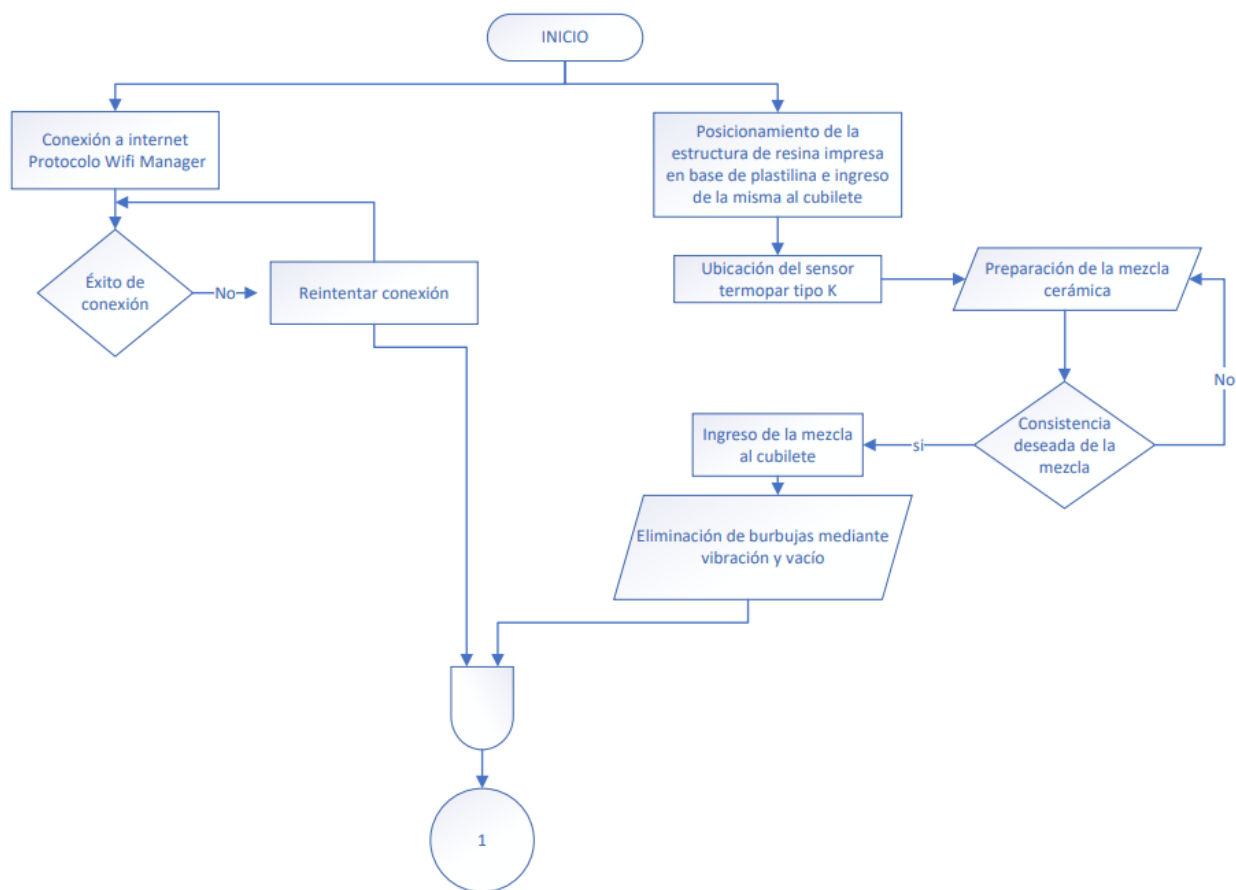 INICIO
Conexión a internet
Protocolo Wifi Manager
Éxito de
conexión
No
Reintentar conexión
Posicionamiento de la
estructura de resina impresa
en base de plastilina e ingreso
de la misma al cubilete
Ubicación del sensor
termopar tipo K
Preparación de la mezcla
cerámica
No
Consistencia
deseada de la
mezcla
si
Ingreso de la mezcla
al cubilete
Eliminación de burbujas mediante
vibración y vacío
1